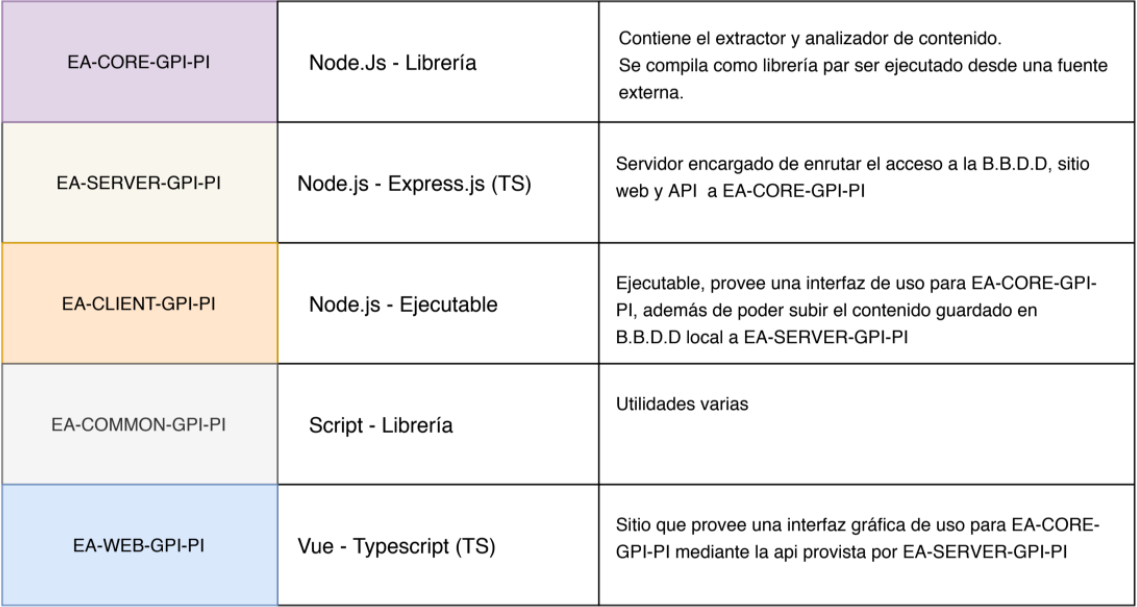 EA-CORE-GPI-PI
Node.Js - Librería
Contiene el extractor y analizador de contenido.
Se compila como librería par ser ejecutado desde una fuente
externa.
EA-SERVER-GPI-PI
Node.js - Express.js (TS)
Servidor encargado de enrutar el acceso a la B.B.D.D, sitio
web y API a EA-CORE-GPI-PI
EA-CLIENT-GPI-PI
Node.js - Ejecutable
Ejecutable, provee una interfaz de uso para EA-CORE-GPI-
PI, además de poder subir el contenido guardado en
B.B.D.D local a EA-SERVER-GPI-PI
EA-COMMON-GPI-PI
Script - Librería
Utilidades varias
EA-WEB-GPI-PI
Vue - Typescript (TS)
Sitio que provee una interfaz gráfica de uso para EA-CORE-
GPI-PI mediante la api provista por EA-SERVER-GPI-PI